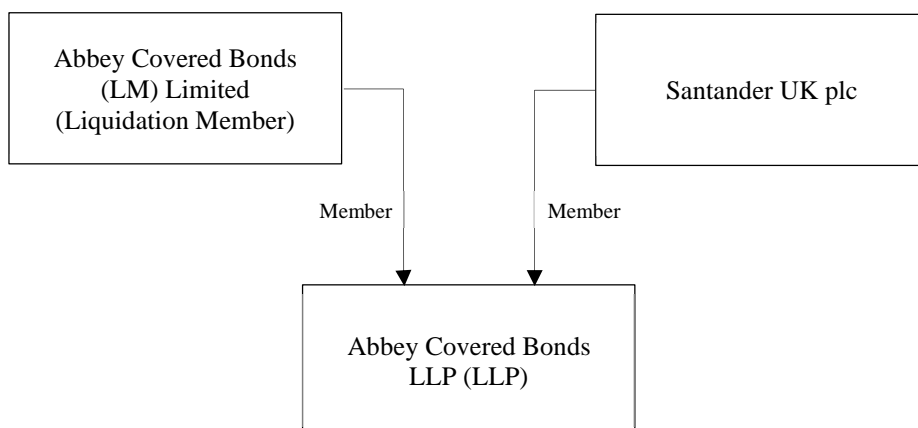 Abbey Covered Bonds
(LM) Limited
(Liquidation Member)
Santander UK plc
Member
Member
Abbey Covered Bonds
LLP (LLP)